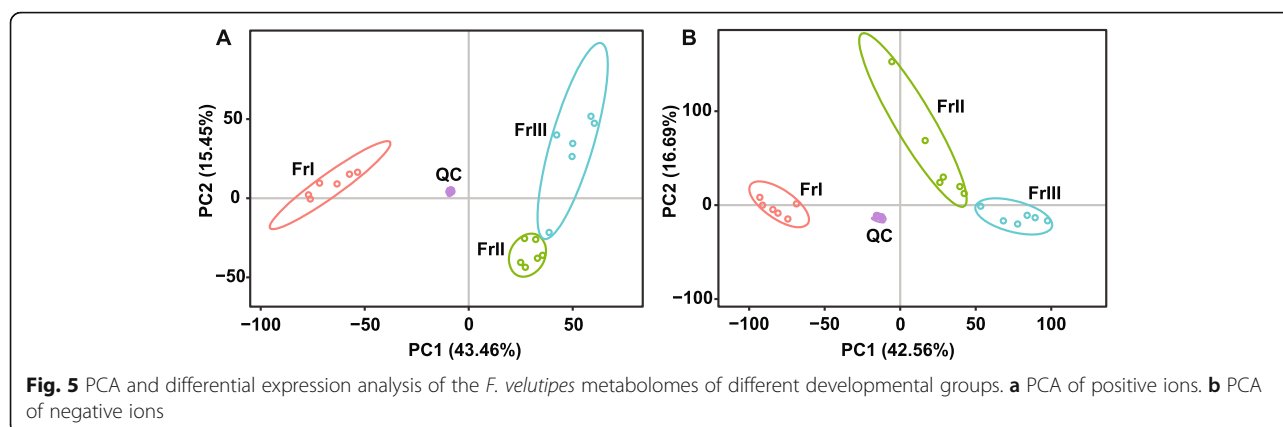 A
PC2 (15.45%)
50
0
−50
FrI
QC
FrIII
FrII
−100
−50
0
50
PC1 (43.46%)
B
PC2 (16.69%)
100
0
−100
FrII
FrI
QC
FrIII
−100
−50
0
50
100
PC1 (42.56%)
Fig. 5 PCA and differential expression analysis of the F. velutipes metabolomes of different developmental groups. a PCA of positive ions. b PCA
of negative ions